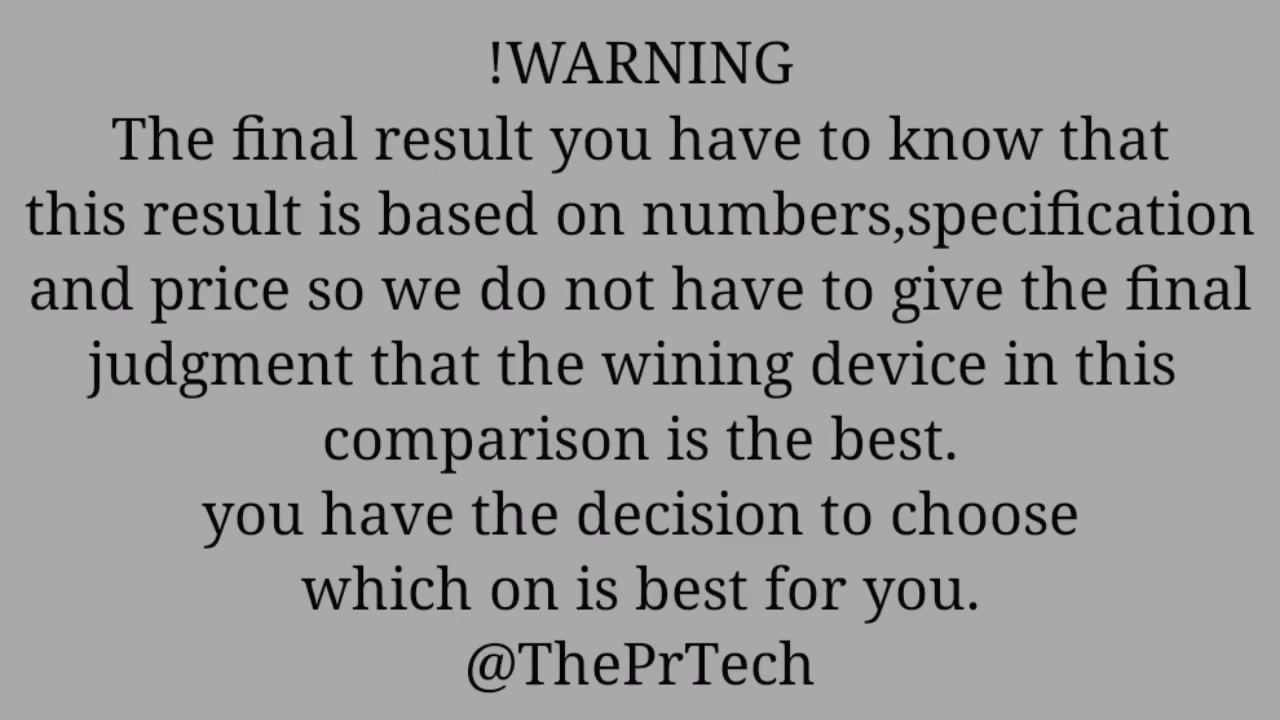 !WARNING
The final result you have to know that
this result is based on numbers,specification
and price so we do not have to give the final
judgment that the wining device in this
comparison is the best.
you have the decision to choose
which on is best for you.
@ThePrTech